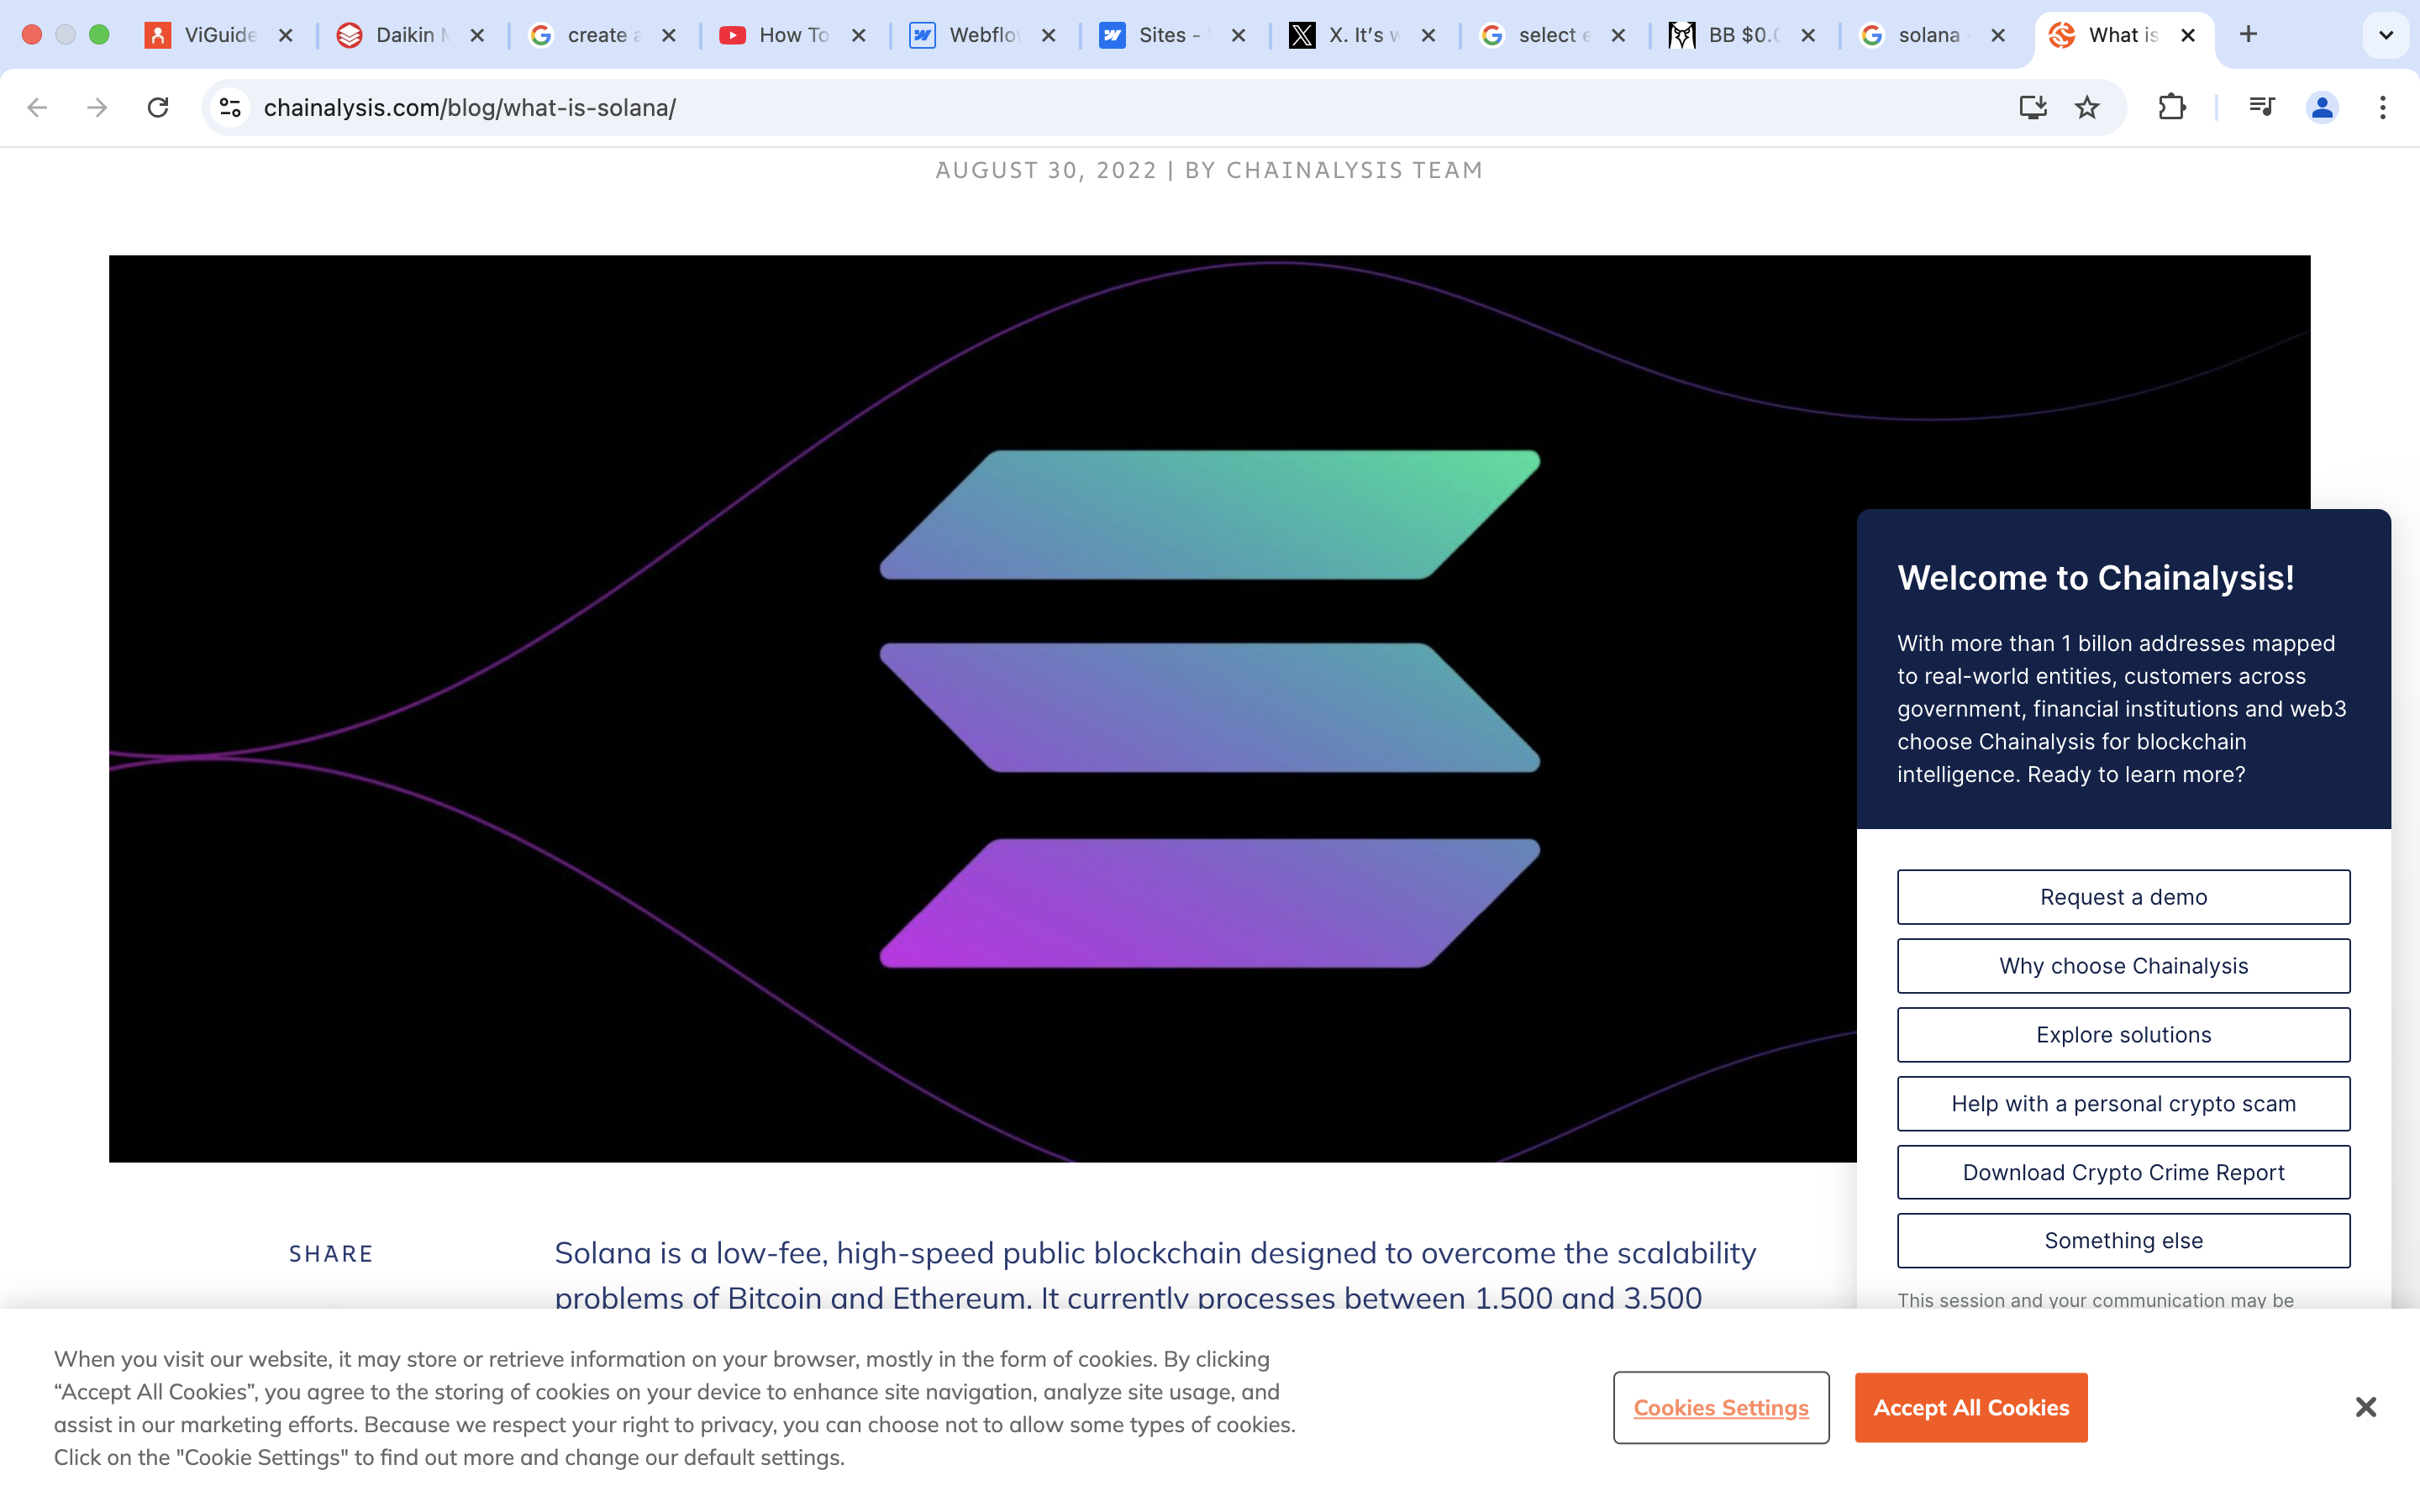 ViGuide
Daikin
create
How To
Webflo
Sites -
X. It's
select
BB $0.
solana
What is
chainalysis.com/blog/what-is-solana/
AUGUST 30, 2022 | BY CHAINALYSIS TEAM
Welcome to Chainalysis!
With more than 1 billon addresses mapped
to real-world entities, customers across
government, financial institutions and web3
choose Chainalysis for blockchain
intelligence. Ready to learn more?
Request a demo
Why choose Chainalysis
Explore solutions
Help with a personal crypto scam
Download Crypto Crime Report
Something else
This session and your communication may be
SHARE
Solana is a low-fee, high-speed public blockchain designed to overcome the scalability
problems of Bitcoin and Ethereum. It currently processes between 1,500 and 3,500
When you visit our website, it may store or retrieve information on your browser, mostly in the form of cookies. By clicking
“Accept All Cookies”, you agree to the storing of cookies on your device to enhance site navigation, analyze site usage, and
assist in our marketing efforts. Because we respect your right to privacy, you can choose not to allow some types of cookies.
Click on the "Cookie Settings" to find out more and change our default settings.
Cookies Settings
Accept All Cookies